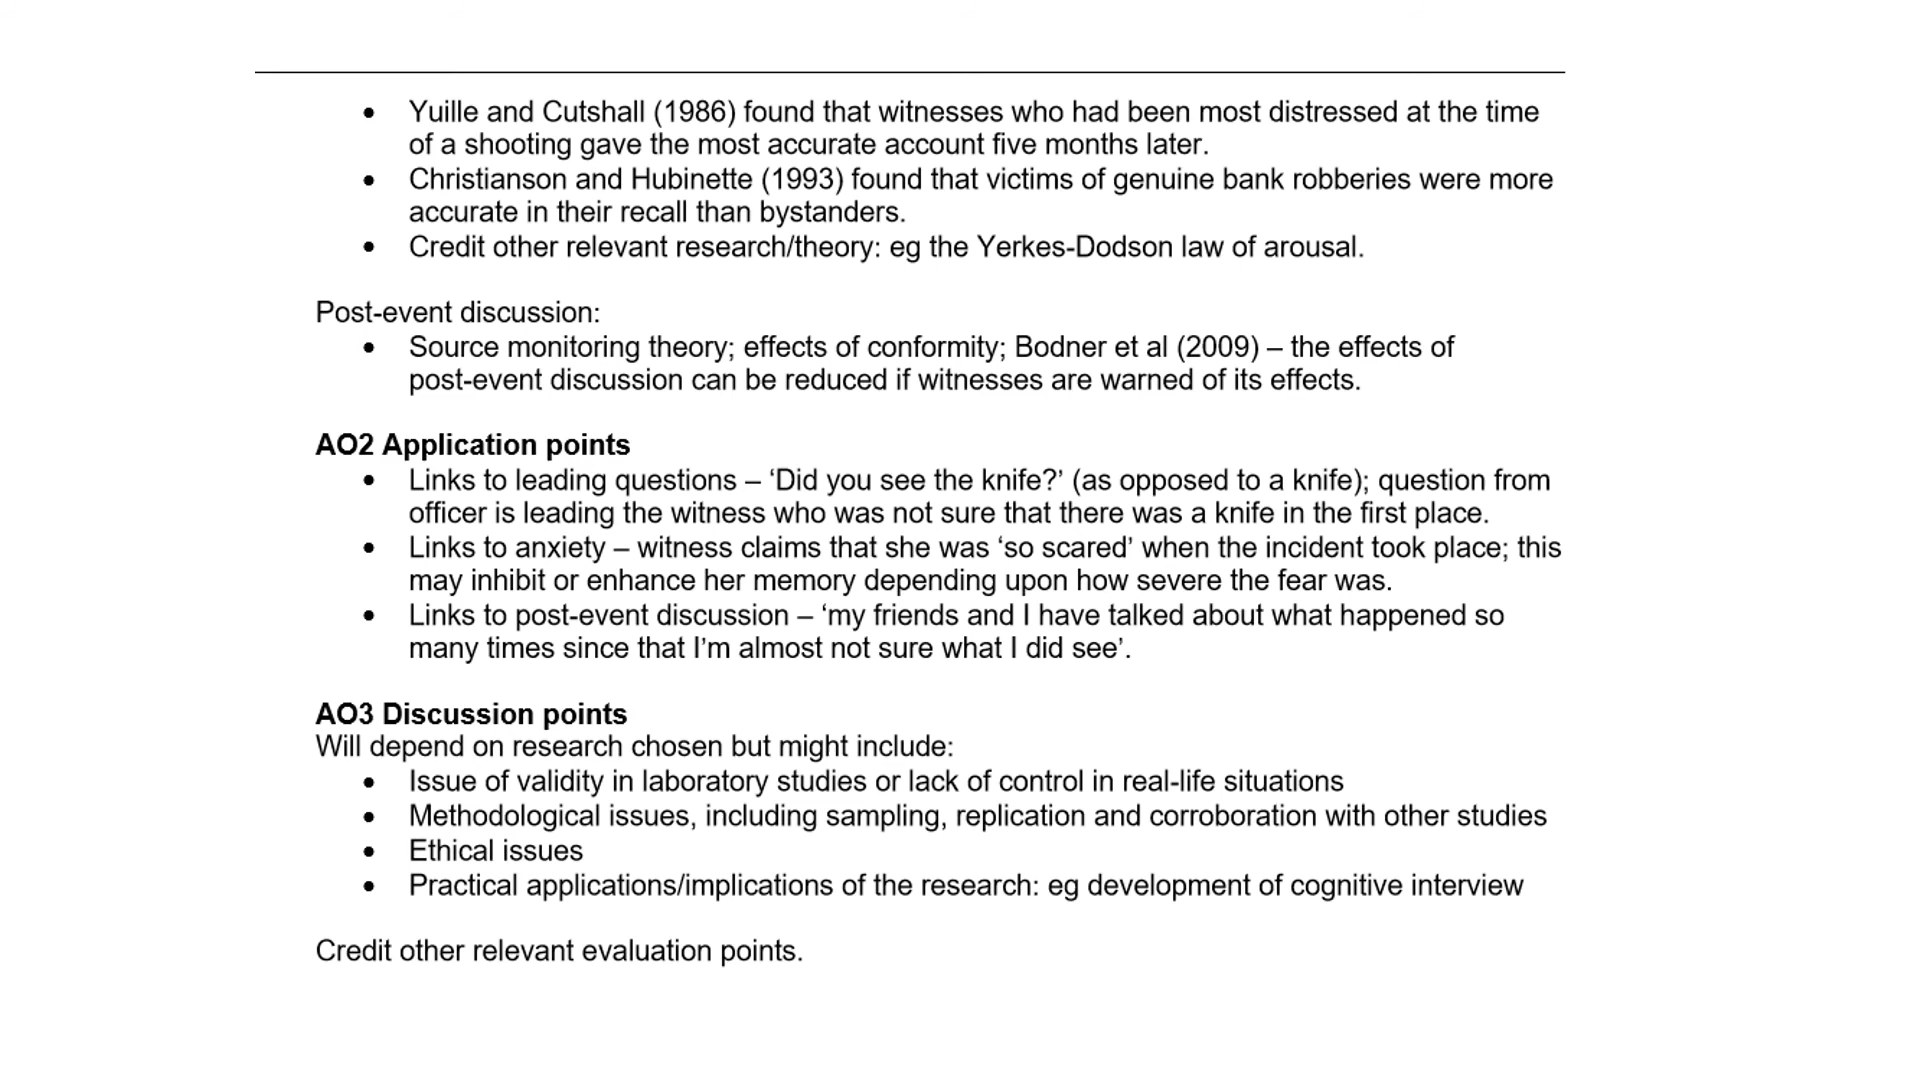 • Yuille and Cutshall (1986) found that witnesses who had been most distressed at the time
of a shooting gave the most accurate account five months later.
• Christianson and Hubinette (1993) found that victims of genuine bank robberies were more
accurate in their recall than bystanders.
• Credit other relevant research/theory: eg the Yerkes-Dodson law of arousal.
Post-event discussion:
• Source monitoring theory; effects of conformity; Bodner et al (2009) – the effects of
post-event discussion can be reduced if witnesses are warned of its effects.
AO2 Application points
• Links to leading questions – ‘Did you see the knife?’ (as opposed to a knife); question from
officer is leading the witness who was not sure that there was a knife in the first place.
• Links to anxiety – witness claims that she was ‘so scared’ when the incident took place; this
may inhibit or enhance her memory depending upon how severe the fear was.
• Links to post-event discussion – ‘my friends and I have talked about what happened so
many times since that I’m almost not sure what I did see’.
AO3 Discussion points
Will depend on research chosen but might include:
• Issue of validity in laboratory studies or lack of control in real-life situations
• Methodological issues, including sampling, replication and corroboration with other studies
• Ethical issues
• Practical applications/implications of the research: eg development of cognitive interview
Credit other relevant evaluation points.